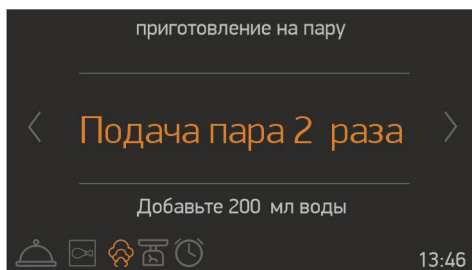 приготовление на пару
Подача пара 2 раза
Добавьте 200 мл воды
13:46